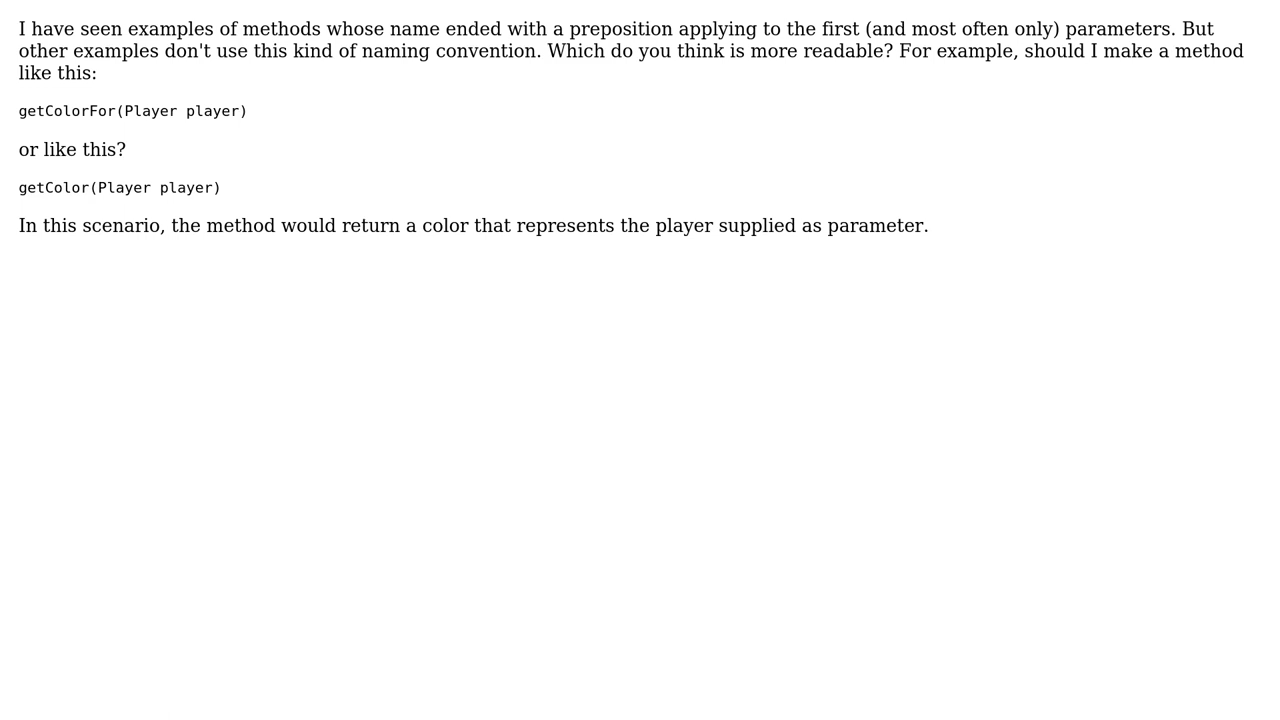 I have seen examples of methods whose name ended with a preposition applying to the first (and most often only) parameters. But
other examples don't use this kind of naming convention. Which do you think is more readable? For example, should I make a method
like this:
getColorFor(Player player)
or like this?
getColor(Player player)
In this scenario, the method would return a color that represents the player supplied as parameter.